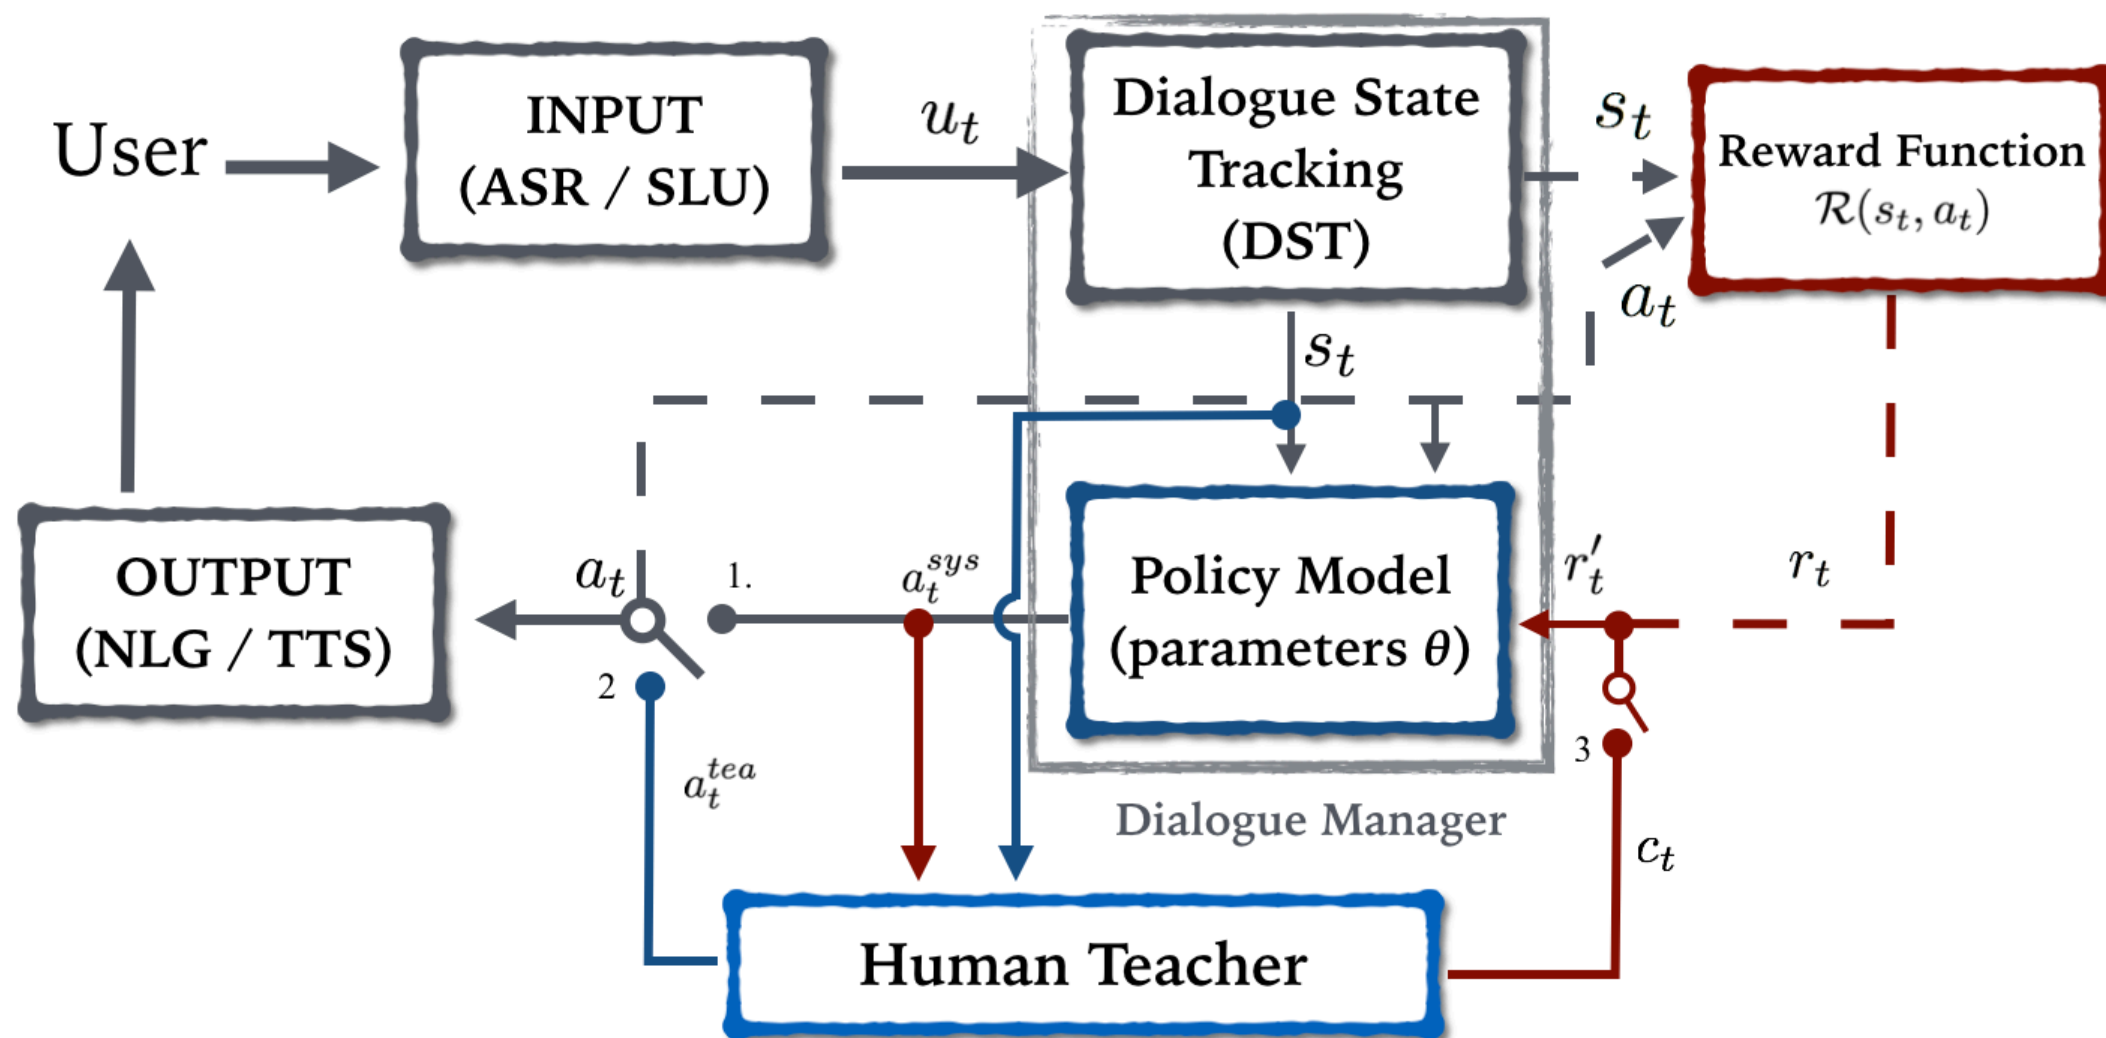 User
INPUT
(ASR / SLU)
u_t
Dialogue State
Tracking
(DST)
s_t
Reward Function
\mathcal{R}(s_t, a_t)
a_t
s_t
OUTPUT
(NLG / TTS)
a_t
1.
a_t^{sys}
Policy Model
(parameters θ)
r'_t
r_t
2
a_t^{tea}
3
Dialogue Manager
c_t
Human Teacher